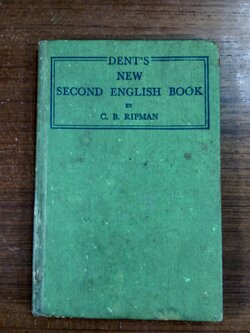 DENT'S
NEW
SECOND ENGLISH BOOK
BY
C. B. RIPMAN